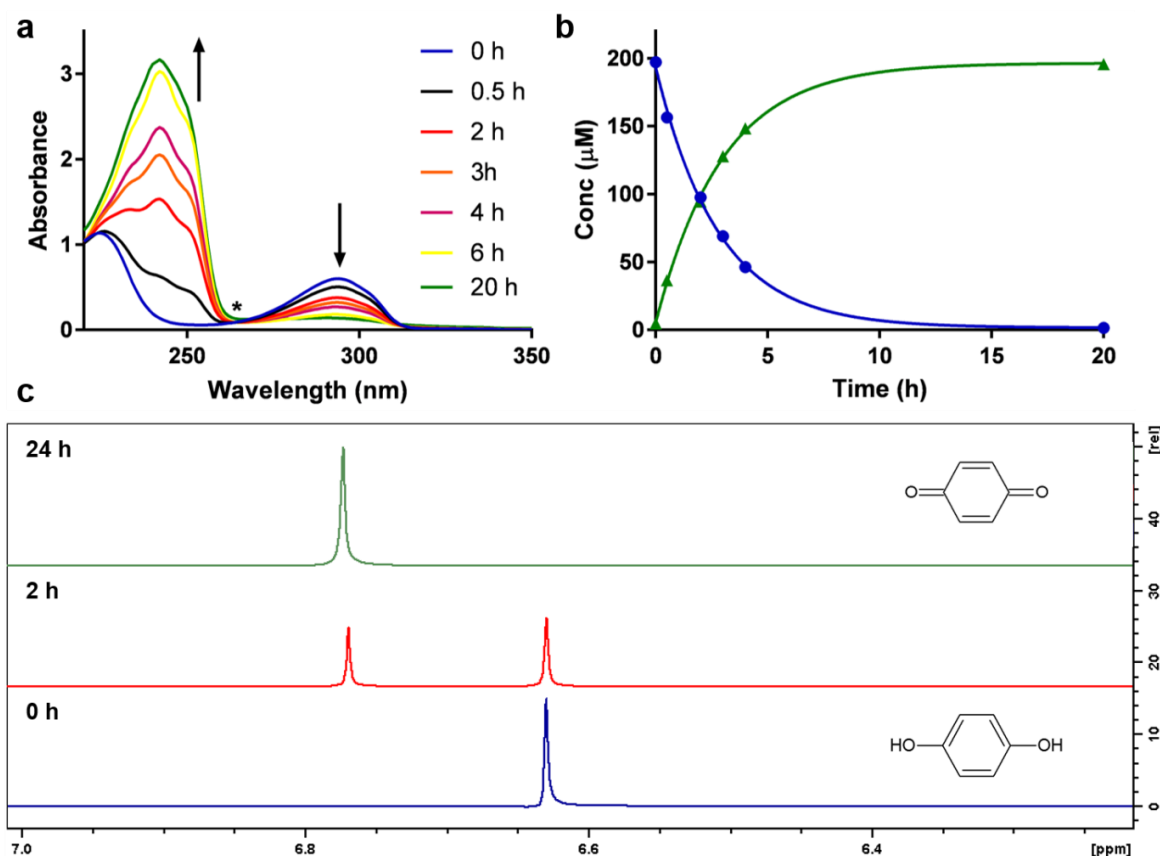 a
Absorbance
3
2
1
0
250
300
350
Wavelength (nm)
*
0 h
0.5 h
2 h
3h
4 h
6 h
20 h
b
Conc (μM)
200
150
100
50
0
0
5
10
15
20
Time (h)
c
24 h
O
O
2 h
0 h
HO
OH
[rel]
40
30
20
10
0
7.0
6.8
6.6
6.4
[ppm]